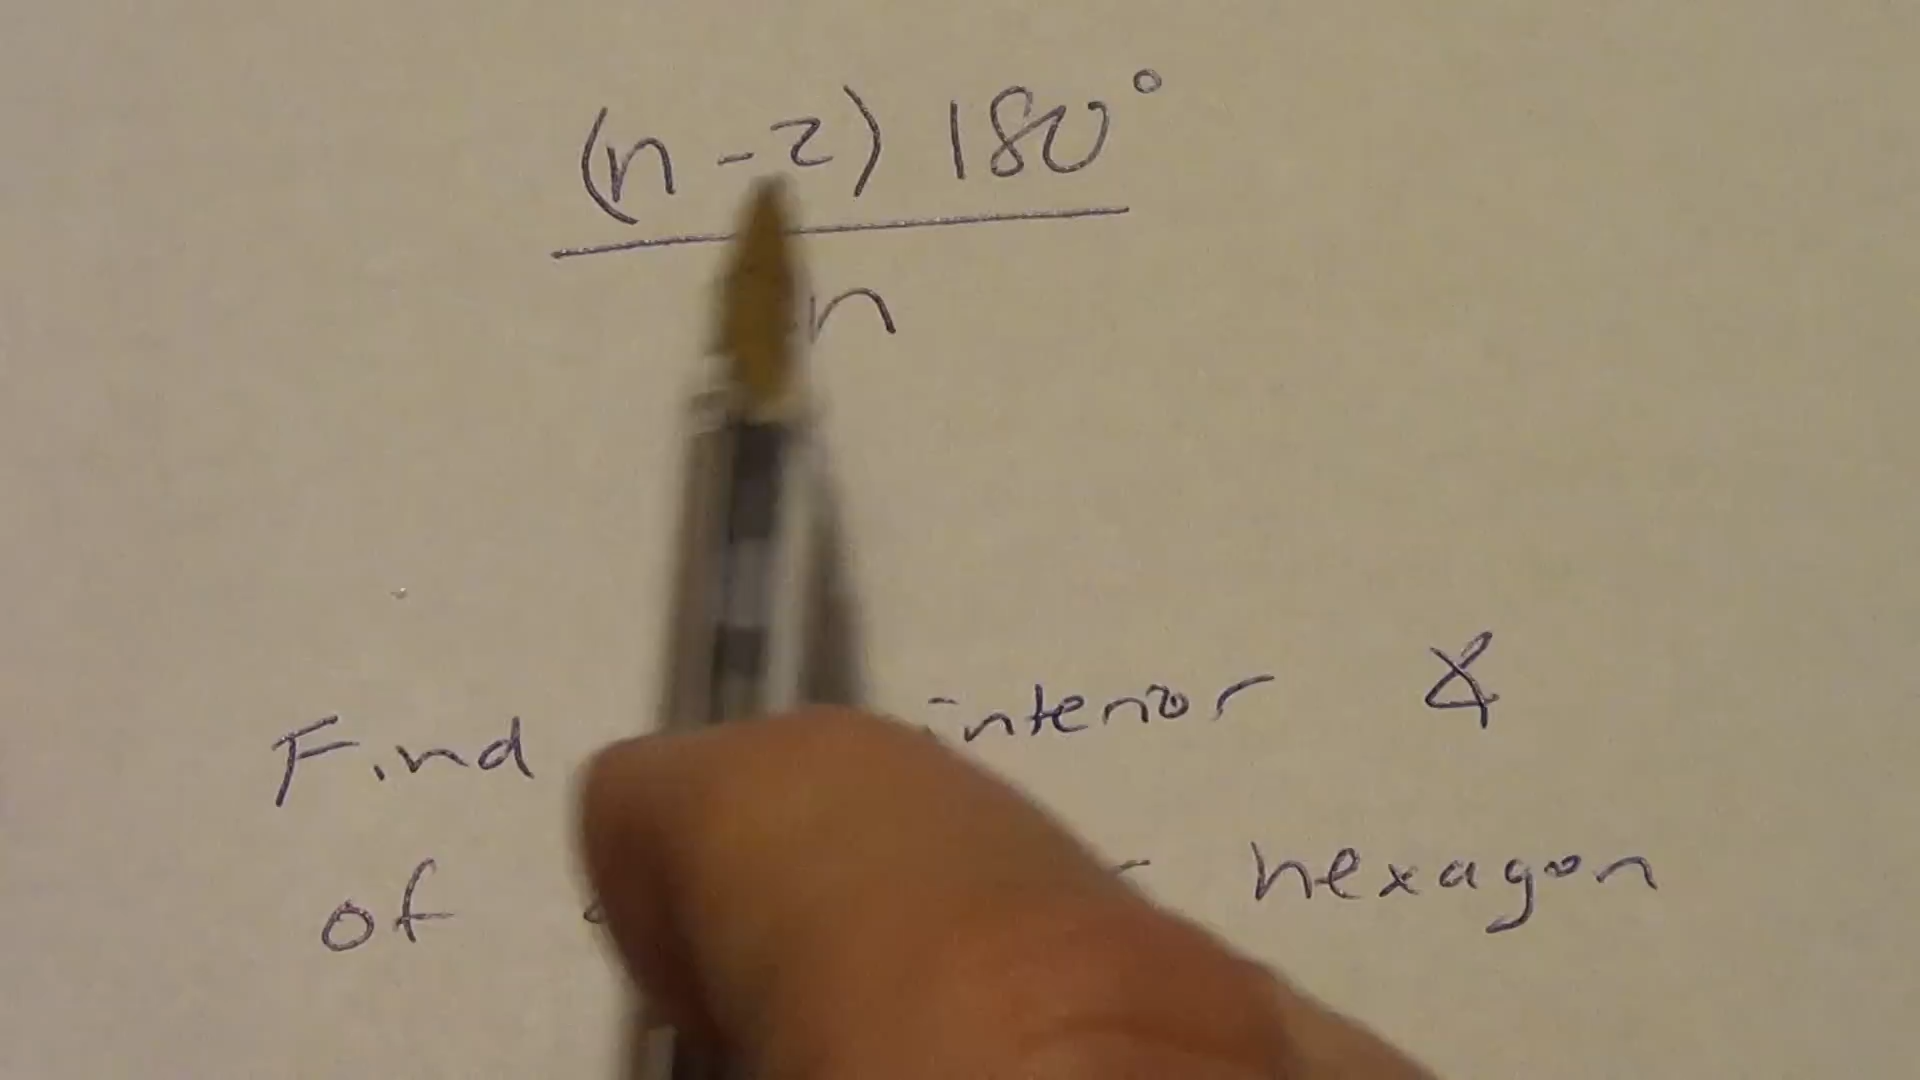 (n-2) 180°
n
Find interior ∡
of hexagon